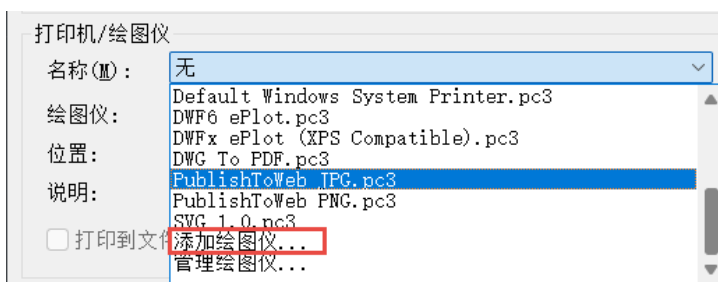 打印机/绘图仪
名称(M)：
无
绘图仪：
Default Windows System Printer.pc3
DWF6 ePlot.pc3
DWFx ePlot (XPS Compatible).pc3
位置：
DWG To PDF.pc3
PublishToWeb JPG.pc3
说明：
PublishToWeb PNG.pc3
SVG 1.0.pc3
打印到文件
添加绘图仪...
管理绘图仪...